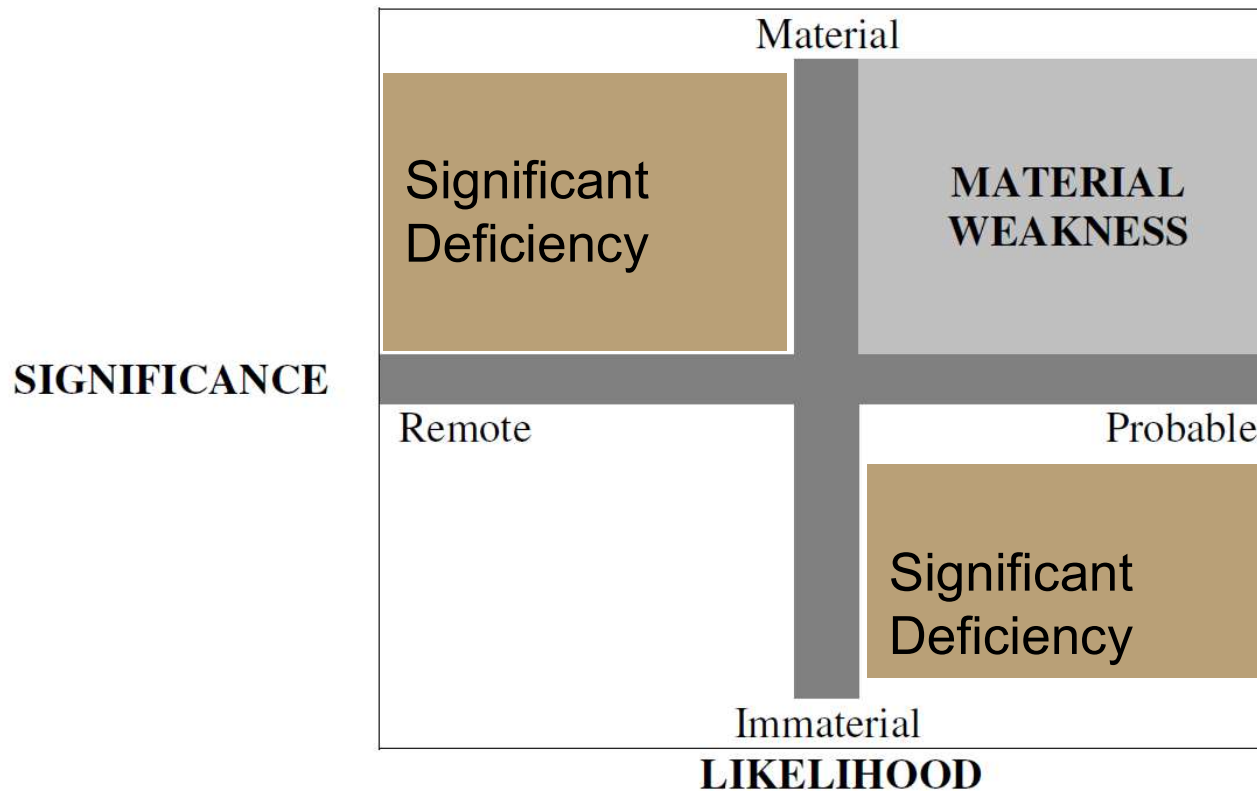 Material
Significant
Deficiency
MATERIAL
WEAKNESS
SIGNIFICANCE
Remote
Probable
Significant
Deficiency
Immaterial
LIKELIHOOD